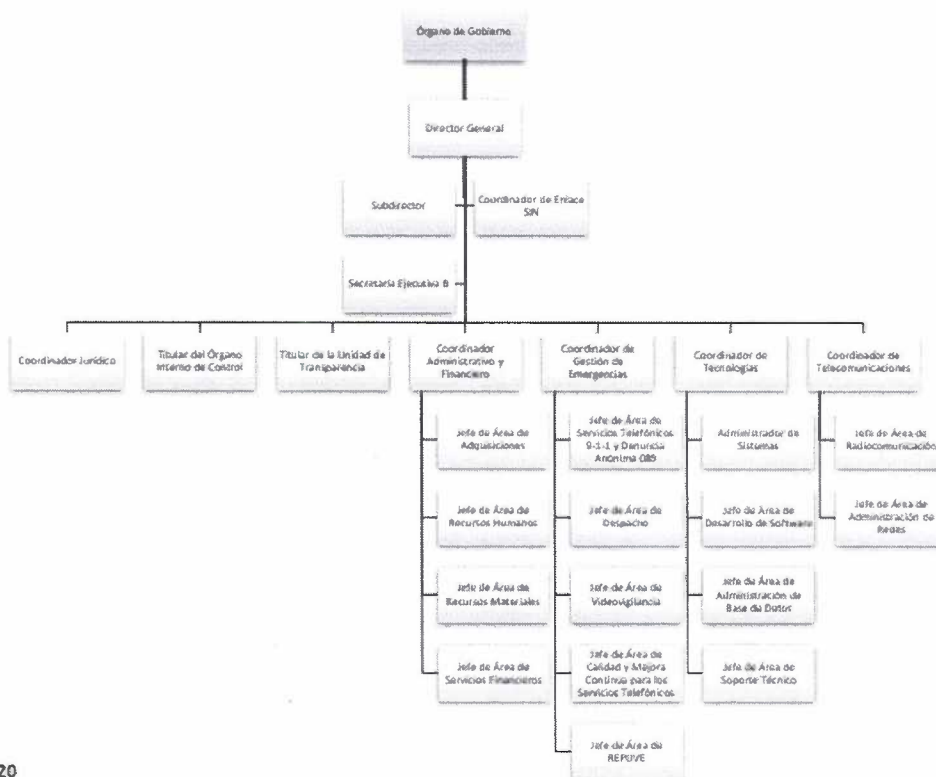 Órgano de Gobierno
Director General
Subdirector
Coordinador de Enlace
SIN
Secretaria Ejecutiva B
Coordinador Jurídico
Titular del Órgano
Interno de Control
Titular de la Unidad de
Transparencia
Coordinador
Administrativo y
Financiero
Coordinador de
Gestión de
Emergencias
Coordinador de
Tecnologías
Coordinador de
Telecomunicaciones
Jefe de Área de
Adquisiciones
Jefe de Área de
Recursos Humanos
Jefe de Área de
Recursos Materiales
Jefe de Área de
Servicios Financieros
Jefe de Área de
Servicios Telefónicos
9-1-1 y Denuncia
Anónima 089
Jefe de Área de
Despacho
Jefe de Área de
Videovigilancia
Jefe de Área de
Calidad y Mejora
Continua para los
Servicios Telefónicos
Jefe de Área de
REPUVE
Administrador de
Sistemas
Jefe de Área de
Desarrollo de Software
Jefe de Área de
Administración de
Base de Datos
Jefe de Área de
Soporte Técnico
Jefe de Área de
Radiocomunicación
Jefe de Área de
Administración de
Redes
20